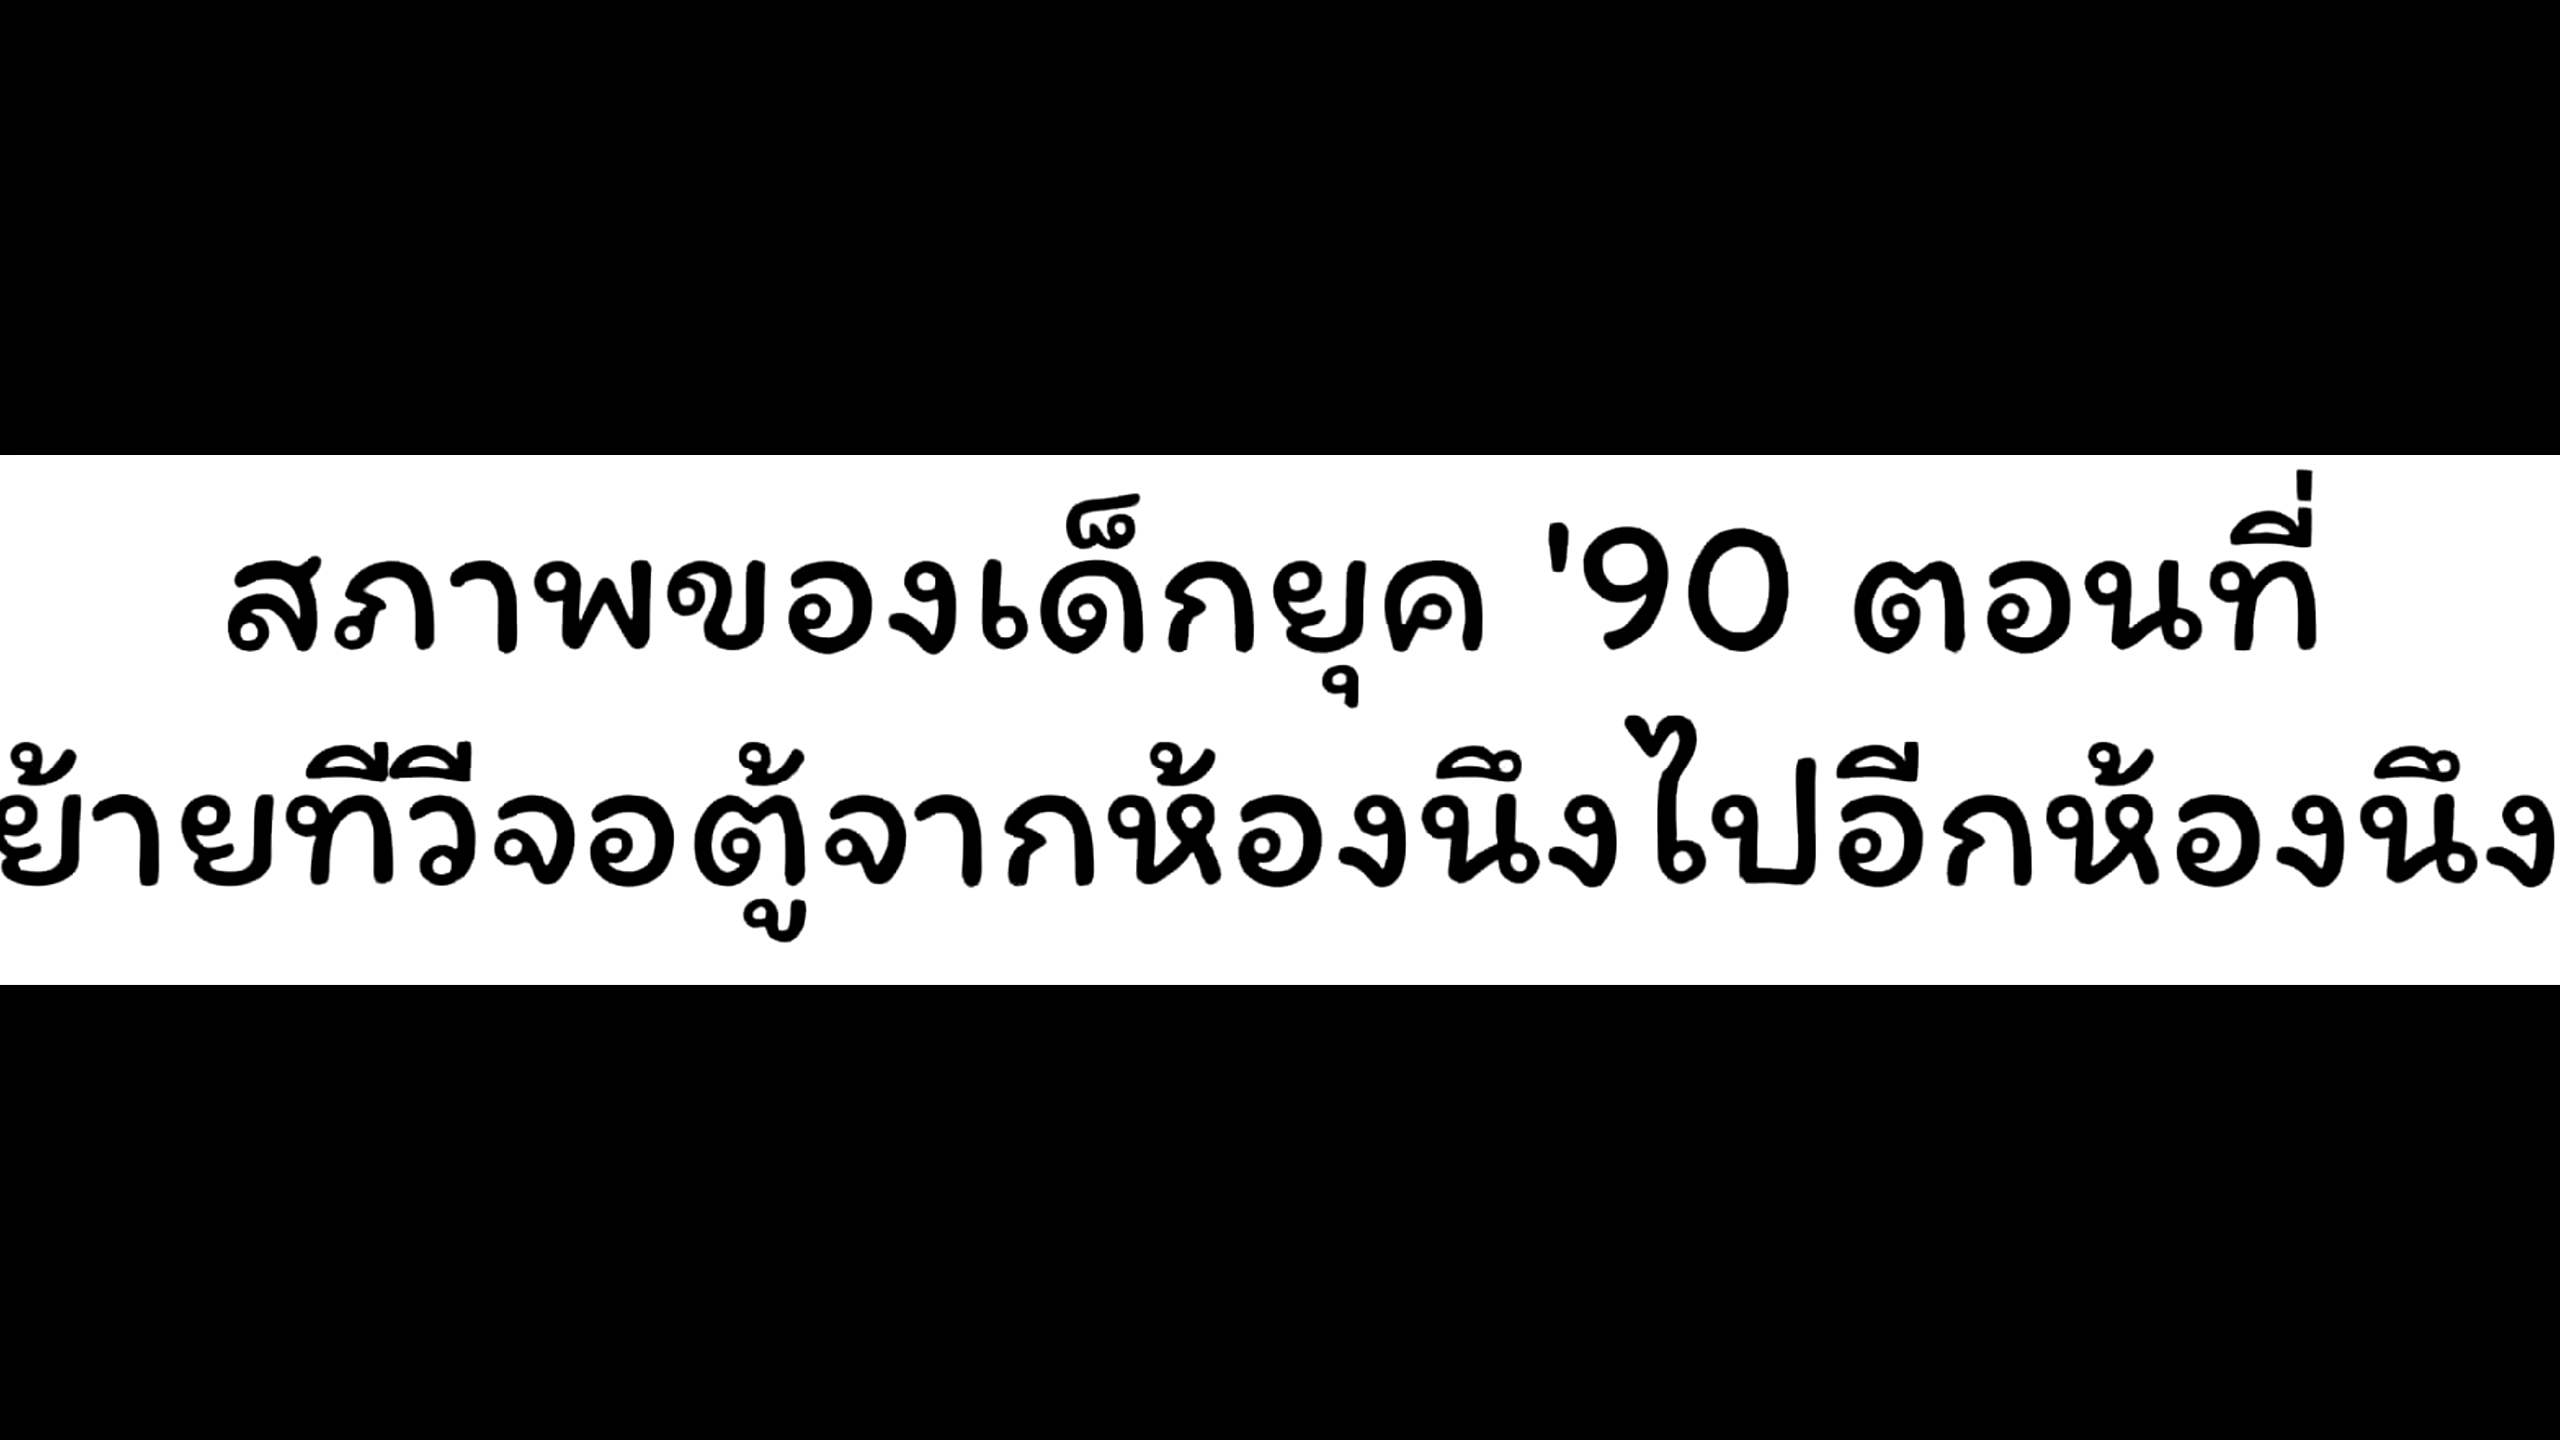 สภาพของเด็กยุค '90 ตอนที่
ย้ายทีวีจอตู้จากห้องนึงไปอีกห้องนึง